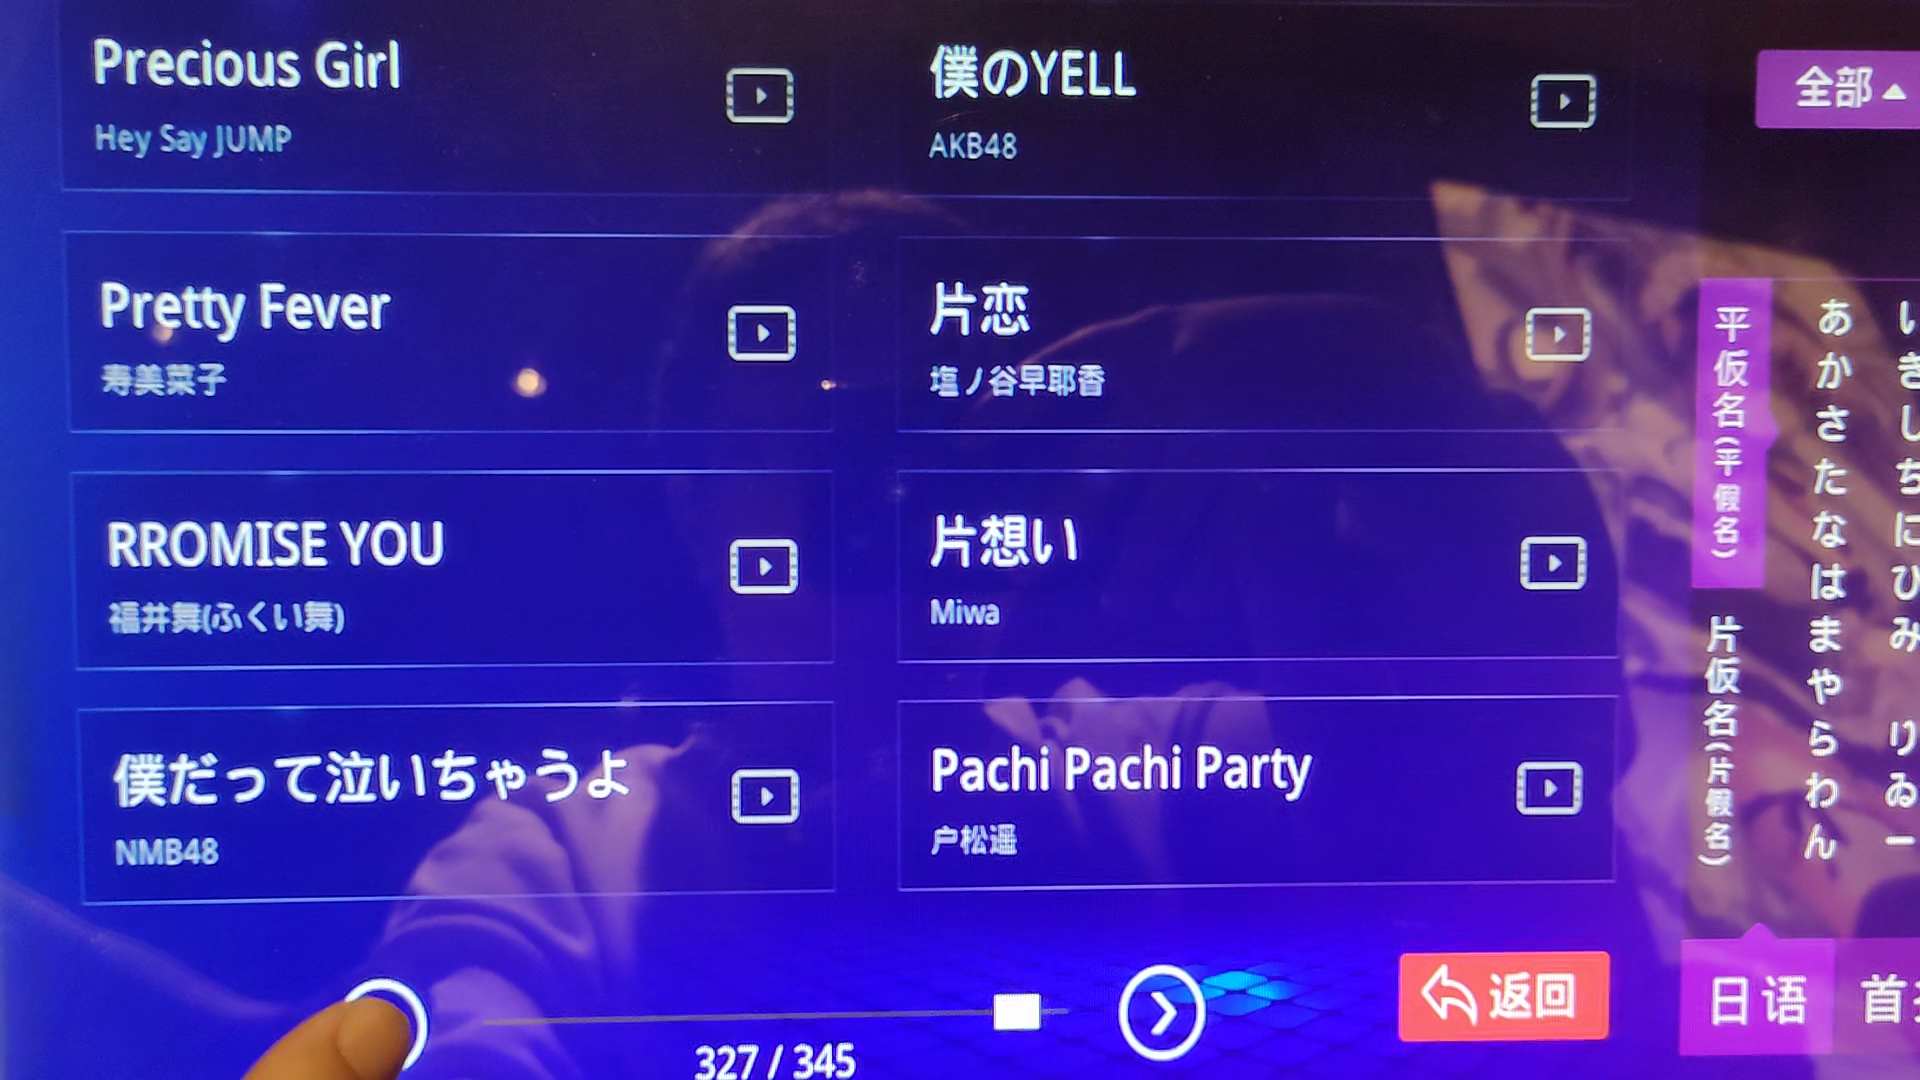 Precious Girl
Hey Say JUMP
僕のYELL
AKB48
Pretty Fever
寿美菜子
片恋
塩ノ谷早耶香
RROMISE YOU
福井舞(ふくい舞)
片想い
Miwa
僕だって泣いちゃうよ
NMB48
Pachi Pachi Party
户松遥
327 / 345
返回
全部
平仮名(平假名)
片仮名(片假名)
あかさたなはまやらわん
いきしちにひみ りゐー
日语
首